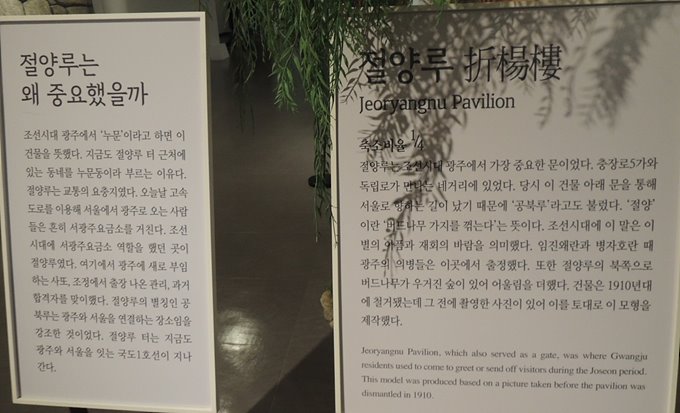 절양루는
왜 중요했을까
조선시대 광주에서 '누문'이라고 하면 이
건물을 뜻했다. 지금도 절양루 터 근처에
있는 동네를 누문동이라 부르는 이유다.
절양루는 교통의 요충지였다. 오늘날 고속
도로를 이용해 서울에서 광주로 오는 사람
들은 흔히 서광주요금소를 거친다. 조선
시대에 서광주요금소 역할을 했던 곳이
절양루였다. 여기에서 광주에 새로 부임
하는 사또, 조정에서 출장 나온 관리, 과거
합격자를 맞이했다. 절양루의 별칭인 공
북루는 광주와 서울을 연결하는 장소임을
강조한 것이었다. 절양루 터는 지금도
광주와 서울을 잇는 국도1호선이 지나
간다.
절양루 折楊樓
Jeoryangnu Pavilion
축조비율 1/4
절양루는 조선시대 광주에서 가장 중요한 문이었다. 충장로5가와
독립로가 만나는 네거리에 있었다. 당시 이 건물 아래 문을 통해
서울로 향하는 길이 났기 때문에 '공북루'라고도 불렀다. '절양'
이란 '버드나무 가지를 꺾는다'는 뜻이다. 조선시대에 이 말은 이
별의 아픔과 재회의 바람을 의미했다. 임진왜란과 병자호란 때
광주의 의병들은 이곳에서 출정했다. 또한 절양루의 북쪽으로
버드나무가 우거진 숲이 있어 어울림을 더했다. 건물은 1910년대
에 철거됐는데 그 전에 촬영한 사진이 있어 이를 토대로 이 모형을
제작했다.
Jeoryangnu Pavilion, which also served as a gate, was where Gwangju
residents used to come to greet or send off visitors during the Joseon period.
This model was produced based on a picture taken before the pavilion was
dismantled in 1910.